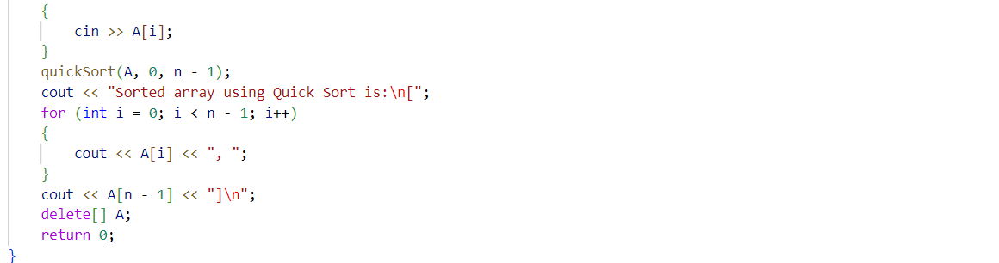 {
cin >> A[i];
}
quickSort(A, 0, n - 1);
cout << "Sorted array using Quick Sort is:\n[";
for (int i = 0; i < n - 1; i++)
{
cout << A[i] << ", ";
}
cout << A[n - 1] << "]\n";
delete[] A;
return 0;
}